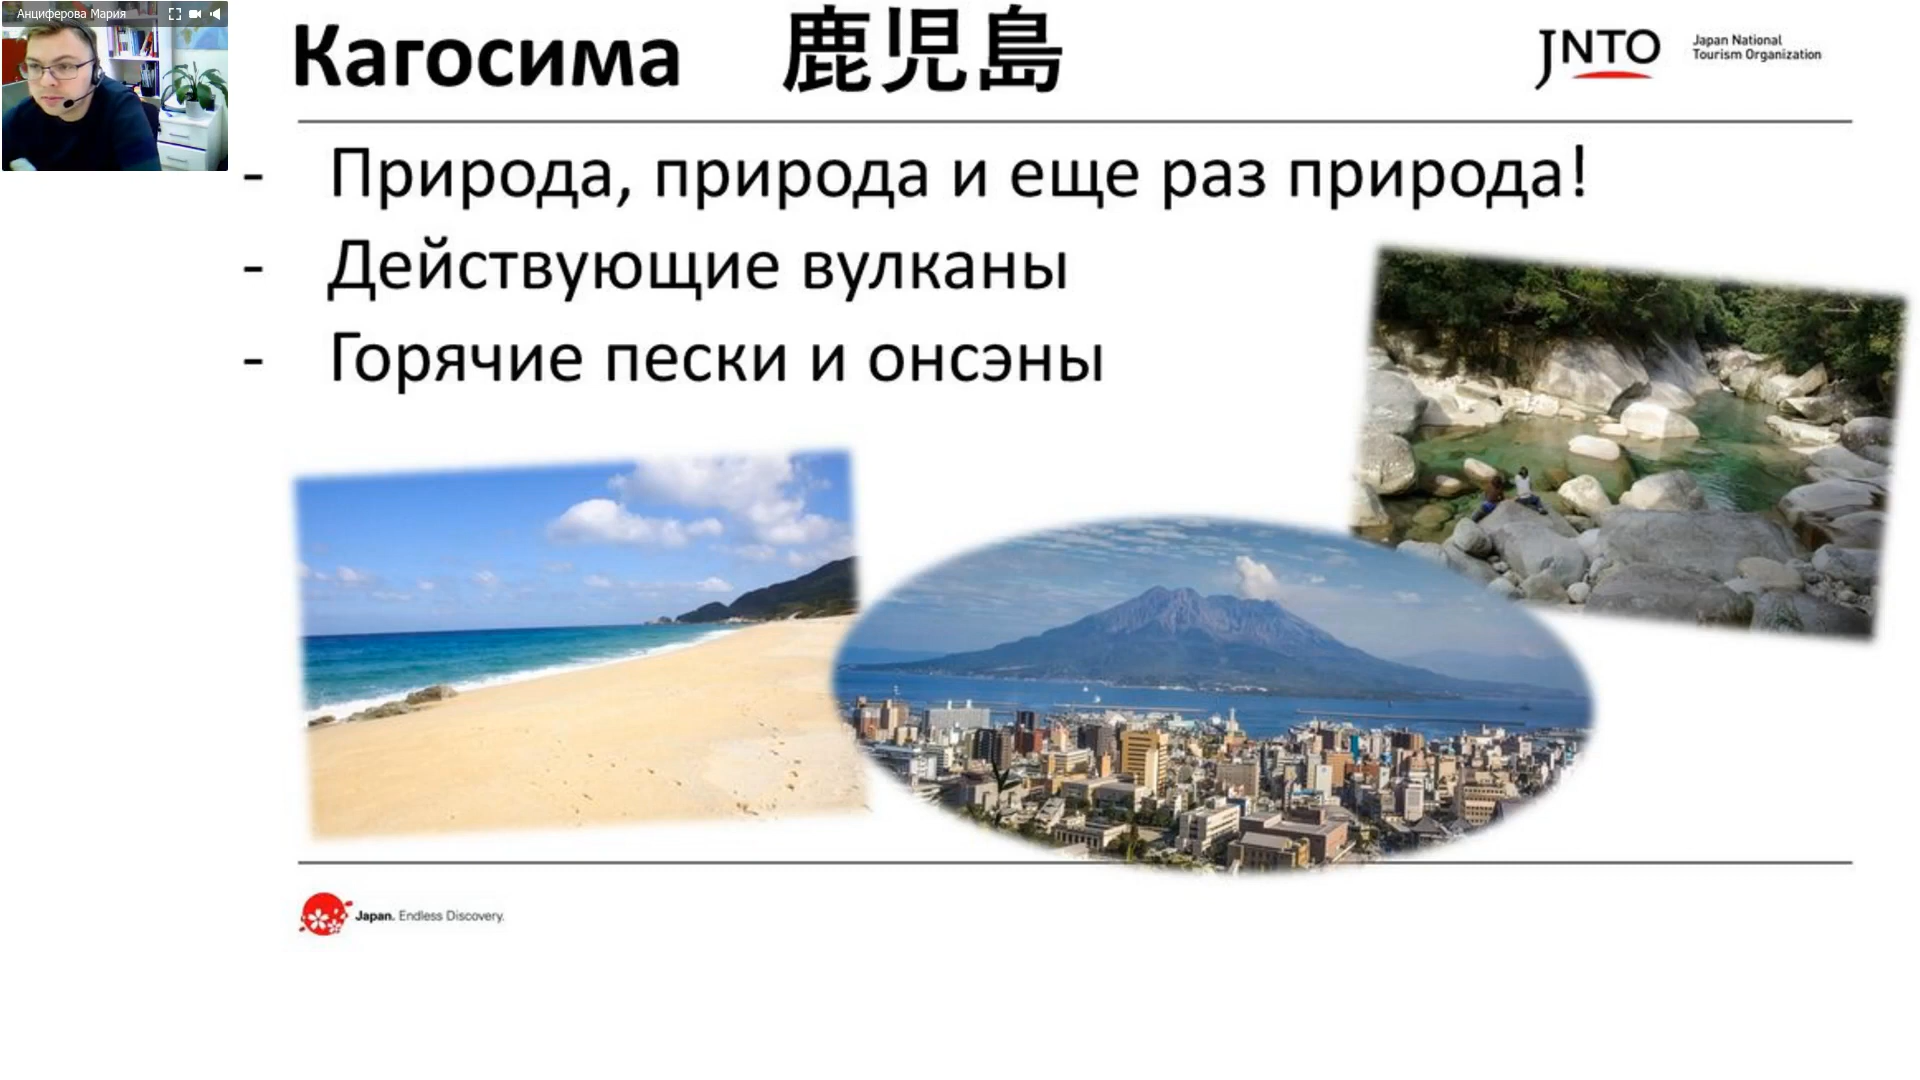 Анциферова Мария
Кагосима 鹿児島
JNTO Japan National
Tourism Organization
- Природа, природа и еще раз природа!
- Действующие вулканы
- Горячие пески и онсэны
Japan. Endless Discovery.